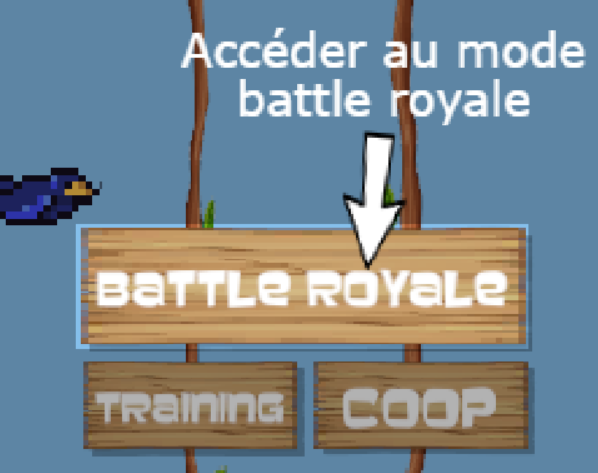 Accéder au mode
battle royale
BATTLE ROYALE
TRAINING
COOP